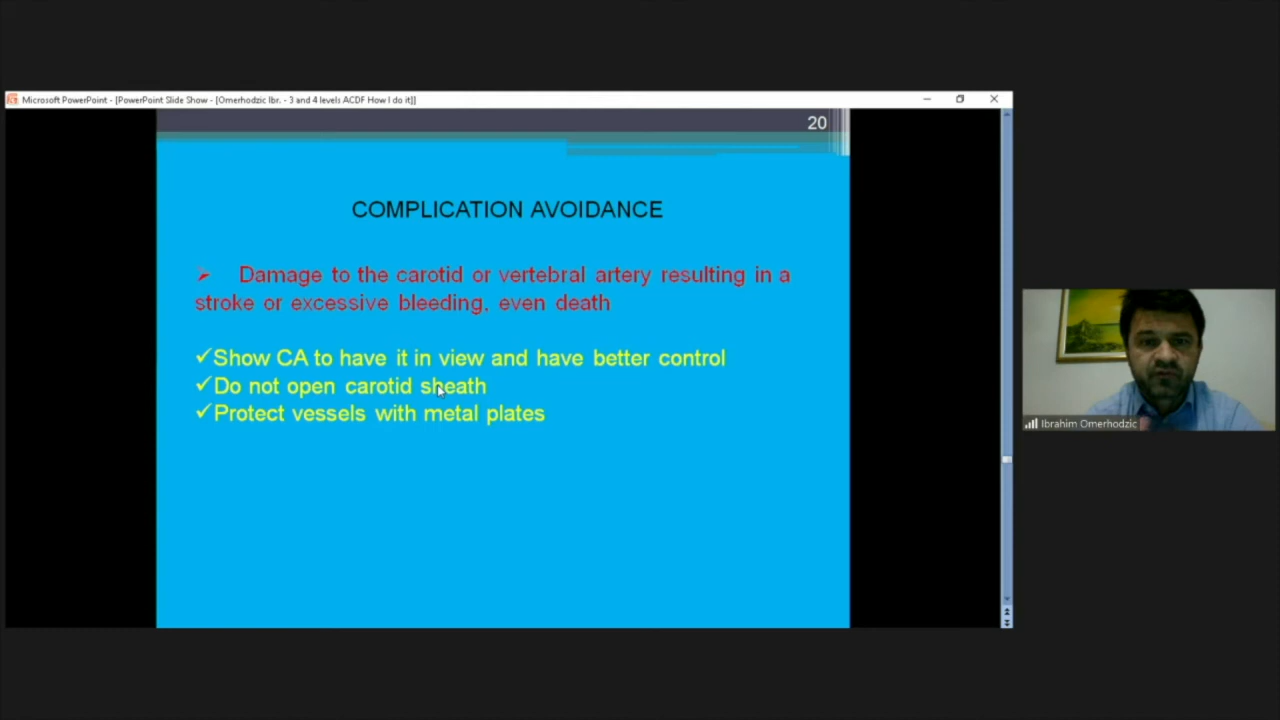 Microsoft PowerPoint - [PowerPoint Slide Show - [Omerhodzic Ibr. - 3 and 4 levels ACDF How I do it]]
20
COMPLICATION AVOIDANCE
➢ Damage to the carotid or vertebral artery resulting in a
stroke or excessive bleeding, even death
✓Show CA to have it in view and have better control
✓Do not open carotid sheath
✓Protect vessels with metal plates
Ibrahim Omerhodzic